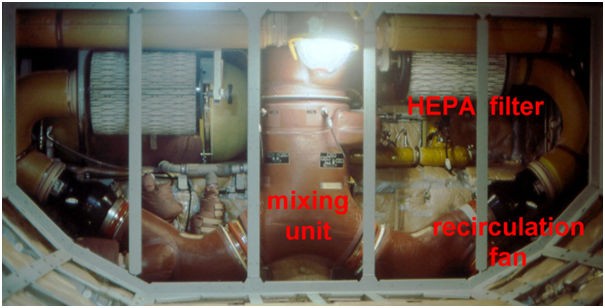 HEPA filter
mixing
unit
recirculation
fan